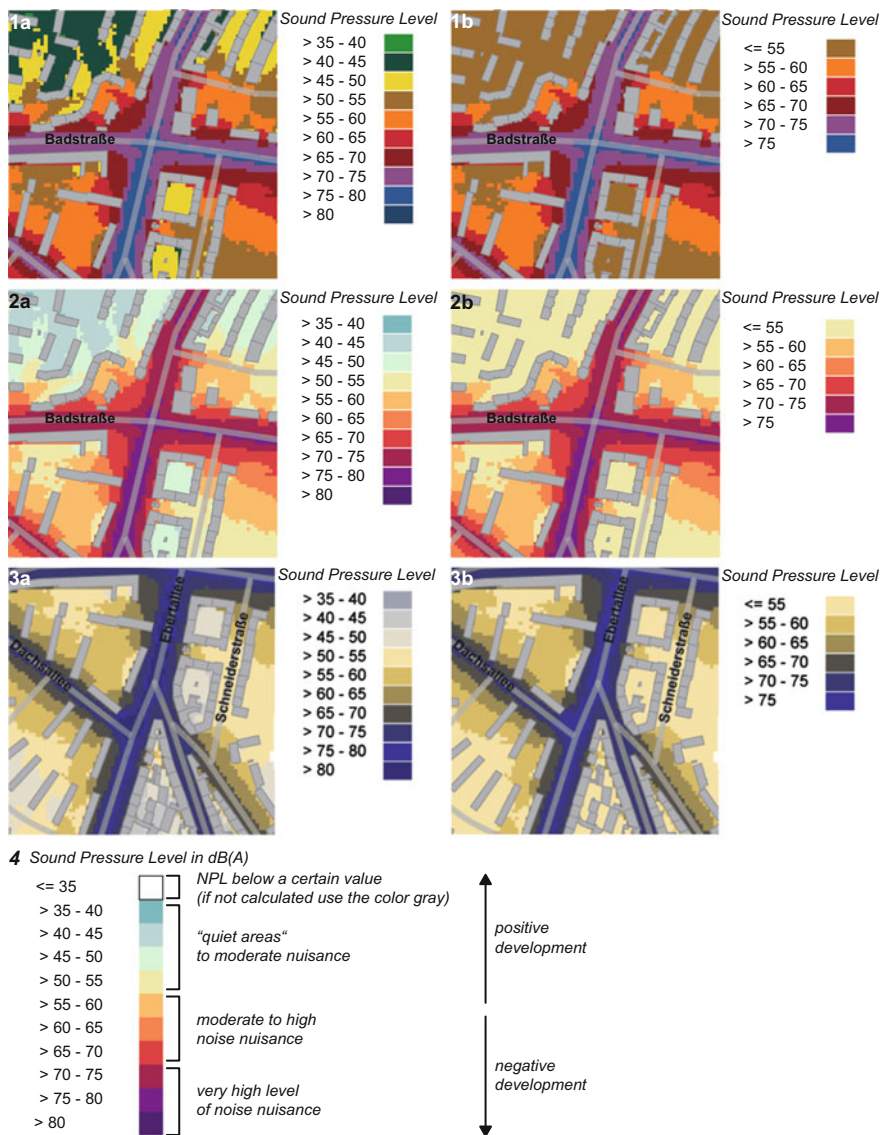 1a
Badstraße
Sound Pressure Level
> 35 - 40
> 40 - 45
> 45 - 50
> 50 - 55
> 55 - 60
> 60 - 65
> 65 - 70
> 70 - 75
> 75 - 80
> 80
1b
Badstraße
Sound Pressure Level
<= 55
> 55 - 60
> 60 - 65
> 65 - 70
> 70 - 75
> 75
2a
Badstraße
Sound Pressure Level
> 35 - 40
> 40 - 45
> 45 - 50
> 50 - 55
> 55 - 60
> 60 - 65
> 65 - 70
> 70 - 75
> 75 - 80
> 80
2b
Badstraße
Sound Pressure Level
<= 55
> 55 - 60
> 60 - 65
> 65 - 70
> 70 - 75
> 75
3a
Ebertallee
Dachsallee
Schneiderstraße
Sound Pressure Level
> 35 - 40
> 40 - 45
> 45 - 50
> 50 - 55
> 55 - 60
> 60 - 65
> 65 - 70
> 70 - 75
> 75 - 80
> 80
3b
Ebertallee
Dachsallee
Schneiderstraße
Sound Pressure Level
<= 55
> 55 - 60
> 60 - 65
> 65 - 70
> 70 - 75
> 75
4 Sound Pressure Level in dB(A)
<= 35
> 35 - 40
> 40 - 45
> 45 - 50
> 50 - 55
> 55 - 60
> 60 - 65
> 65 - 70
> 70 - 75
> 75 - 80
> 80
NPL below a certain value
(if not calculated use the color gray)
"quiet areas“
to moderate nuisance
moderate to high
noise nuisance
very high level
of noise nuisance
positive
development
negative
development